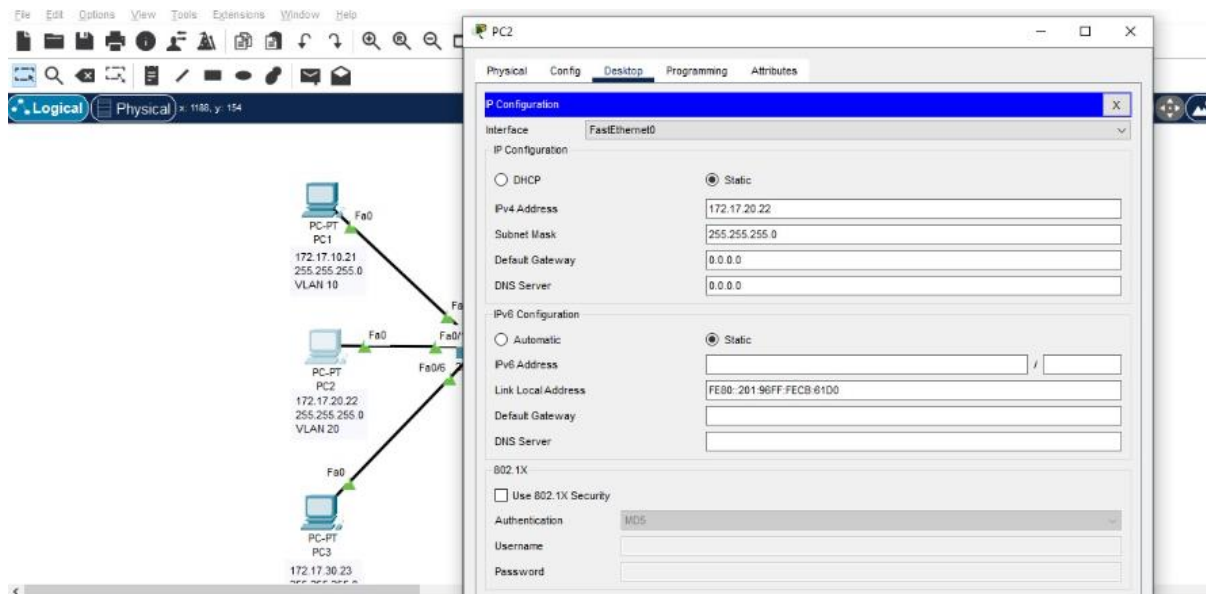 File Edit Options View Tools Extensions Window Help
Logical Physical x: 1188, y: 154
PC-PT
PC1
172.17.10.21
255.255.255.0
VLAN 10
Fa0
Fa
PC-PT
PC2
172.17.20.22
255.255.255.0
VLAN 20
Fa0
Fa0/
Fa0/6
Fa0
PC-PT
PC3
172.17.30.23
PC2
Physical Config Desktop Programming Attributes
IP Configuration X
Interface FastEthernet0
IP Configuration
DHCP Static
IPv4 Address 172.17.20.22
Subnet Mask 255.255.255.0
Default Gateway 0.0.0.0
DNS Server 0.0.0.0
IPv6 Configuration
Automatic Static
IPv6 Address /
Link Local Address FE80::201:96FF:FECB:61D0
Default Gateway
DNS Server
802.1X
Use 802.1X Security
Authentication MD5
Username
Password